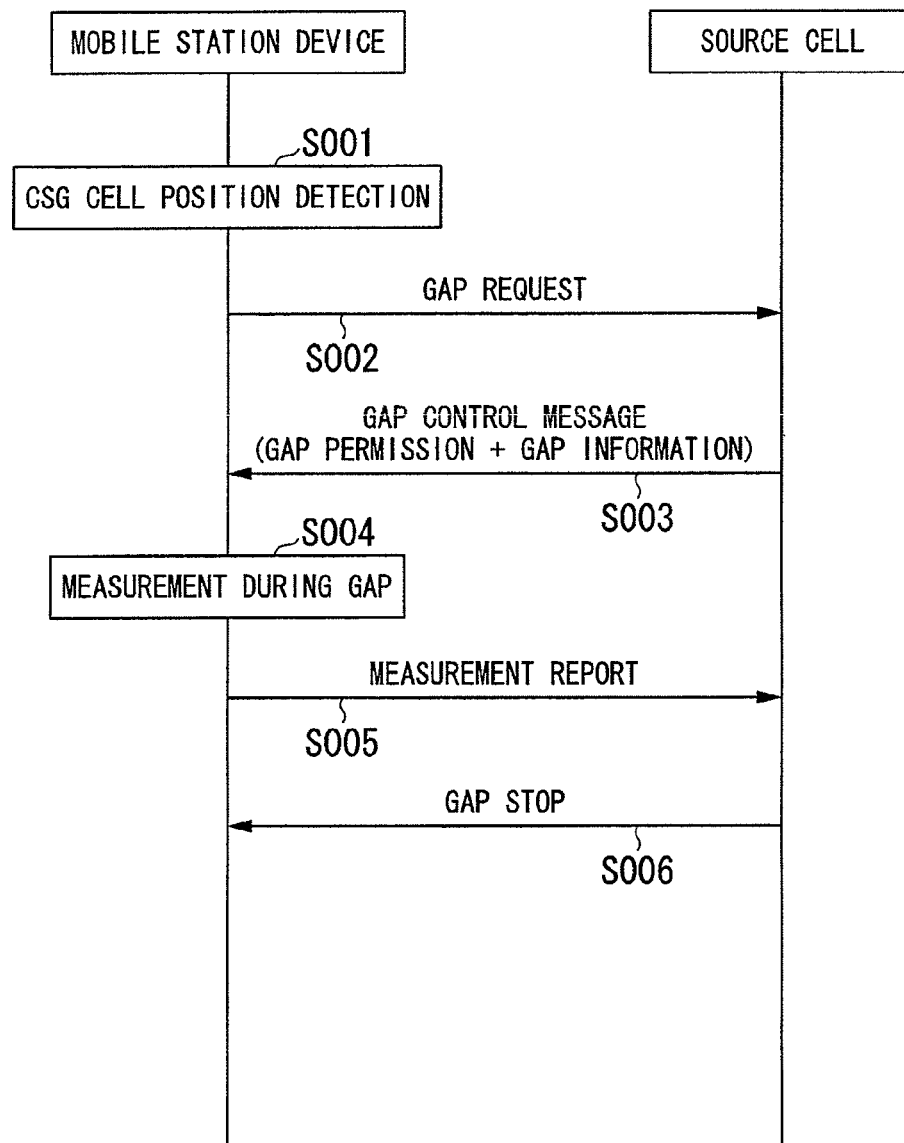 MOBILE STATION DEVICE
SOURCE CELL
S001
CSG CELL POSITION DETECTION
GAP REQUEST
S002
GAP CONTROL MESSAGE
(GAP PERMISSION + GAP INFORMATION)
S003
S004
MEASUREMENT DURING GAP
MEASUREMENT REPORT
S005
GAP STOP
S006